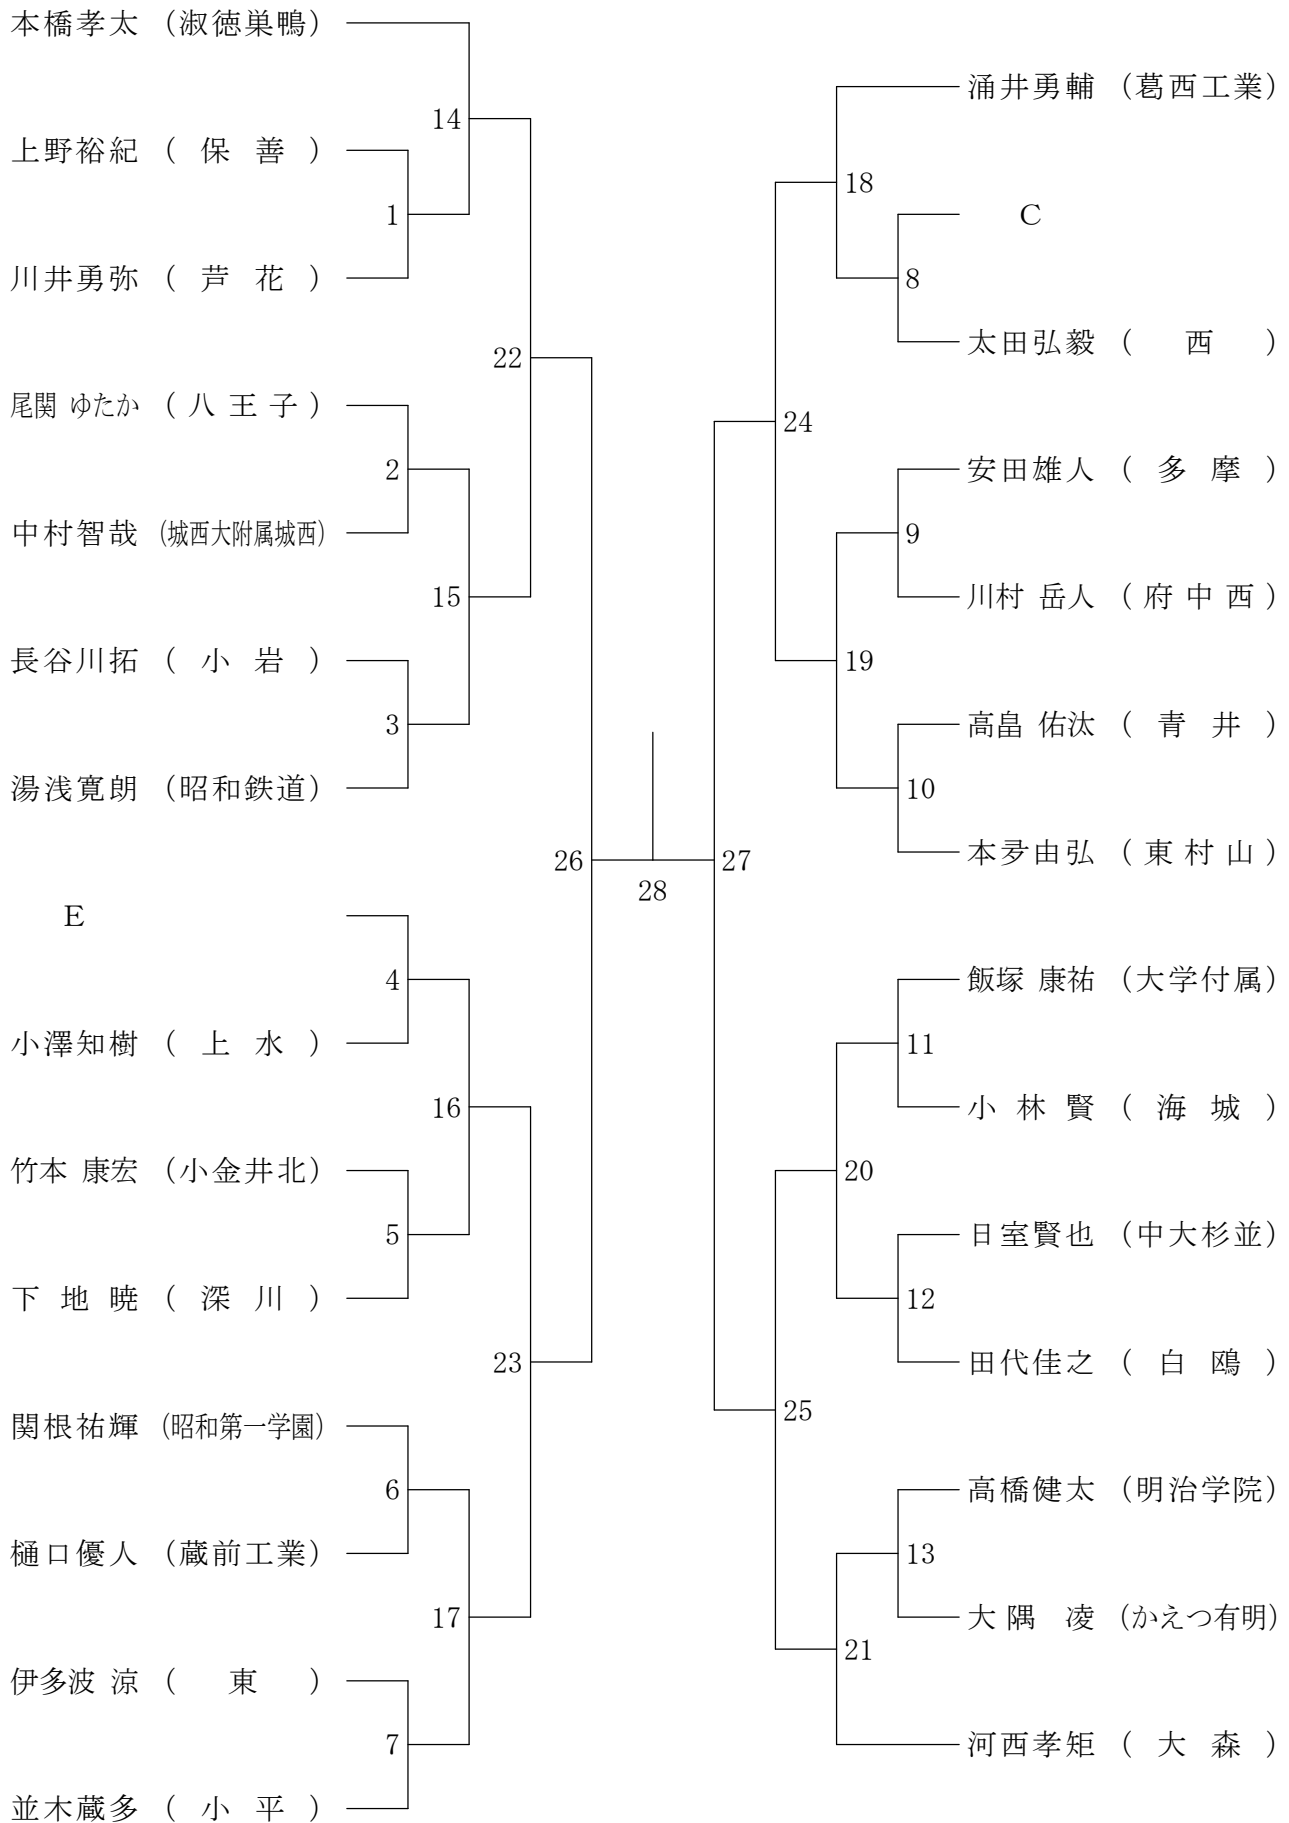 本橋孝太 (淑徳巣鴨)
14
上野裕紀 ( 保 善 )
1
川井勇弥 ( 芦 花 )
22
尾関 ゆたか ( 八 王 子 )
2
中村智哉 (城西大附属城西)
15
長谷川拓 ( 小 岩 )
3
湯浅寛朗 (昭和鉄道)
26
E
4
小澤知樹 ( 上 水 )
16
竹本 康宏 (小金井北)
5
下 地 暁 ( 深 川 )
23
関根祐輝 (昭和第一学園)
6
樋口優人 (蔵前工業)
17
伊多波 涼 ( 東 )
7
並木蔵多 ( 小 平 )
28
涌井勇輔 (葛西工業)
18
C
8
太田弘毅 ( 西 )
24
安田雄人 ( 多 摩 )
9
川村 岳人 ( 府 中 西 )
19
高畠 佑汰 ( 青 井 )
10
本夛由弘 ( 東 村 山 )
27
飯塚 康祐 (大学付属)
11
小 林 賢 ( 海 城 )
20
日室賢也 (中大杉並)
12
田代佳之 ( 白 鴎 )
25
高橋健太 (明治学院)
13
大 隅 凌 (かえつ有明)
21
河西孝矩 ( 大 森 )